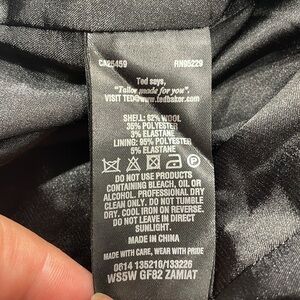 CA25459 RN95229
Ted says,
"Tailor made for you".
VISIT TED@www.tedbaker.com
SHELL: 62% WOOL
35% POLYESTER
3% ELASTANE
LINING: 95% POLYESTER
5% ELASTANE
P
DO NOT USE PRODUCTS
CONTAINING BLEACH, OIL OR
ALCOHOL. PROFESSIONAL DRY
CLEAN ONLY. DO NOT TUMBLE
DRY. COOL IRON ON REVERSE.
DO NOT LEAVE IN DIRECT
SUNLIGHT.
MADE IN CHINA
MADE WITH CARE, WEAR WITH PRIDE
0614 135216/133226
WS5W GF82 ZAMIAT